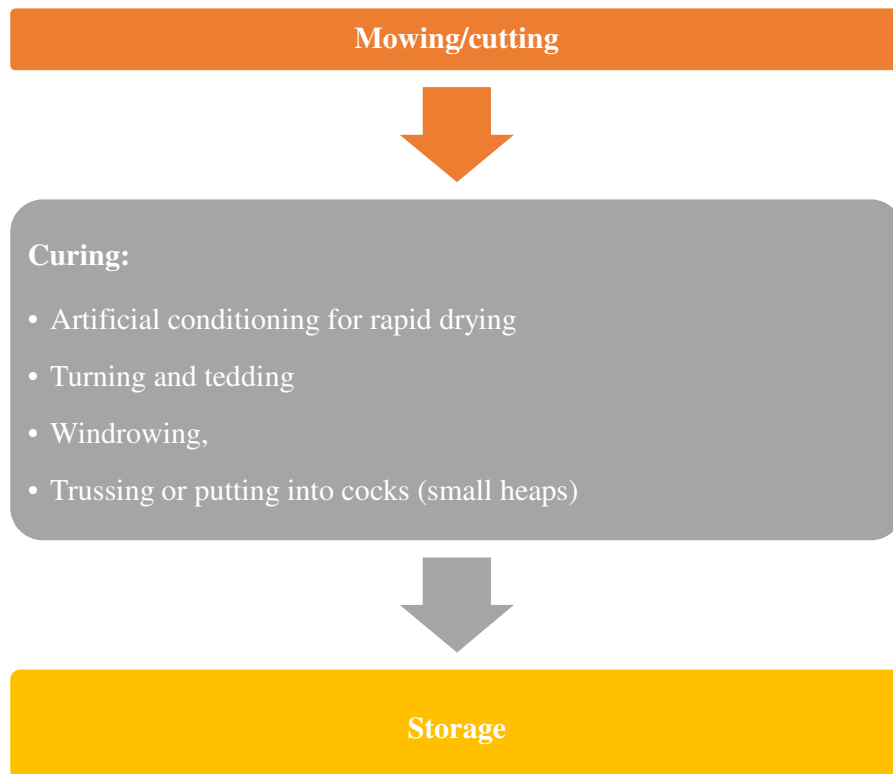 Mowing/cutting
Curing:
• Artificial conditioning for rapid drying
• Turning and tedding
• Windrowing,
• Trussing or putting into cocks (small heaps)
Storage